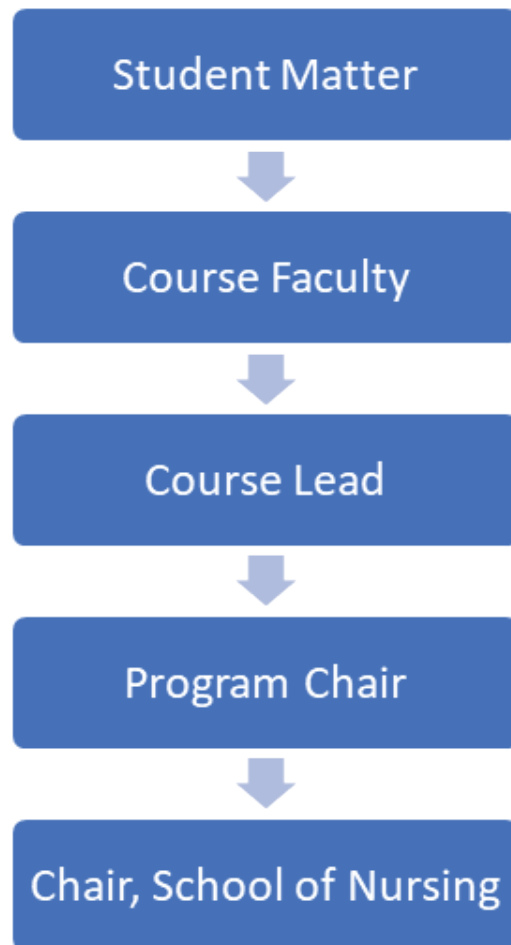 Student Matter
Course Faculty
Course Lead
Program Chair
Chair, School of Nursing